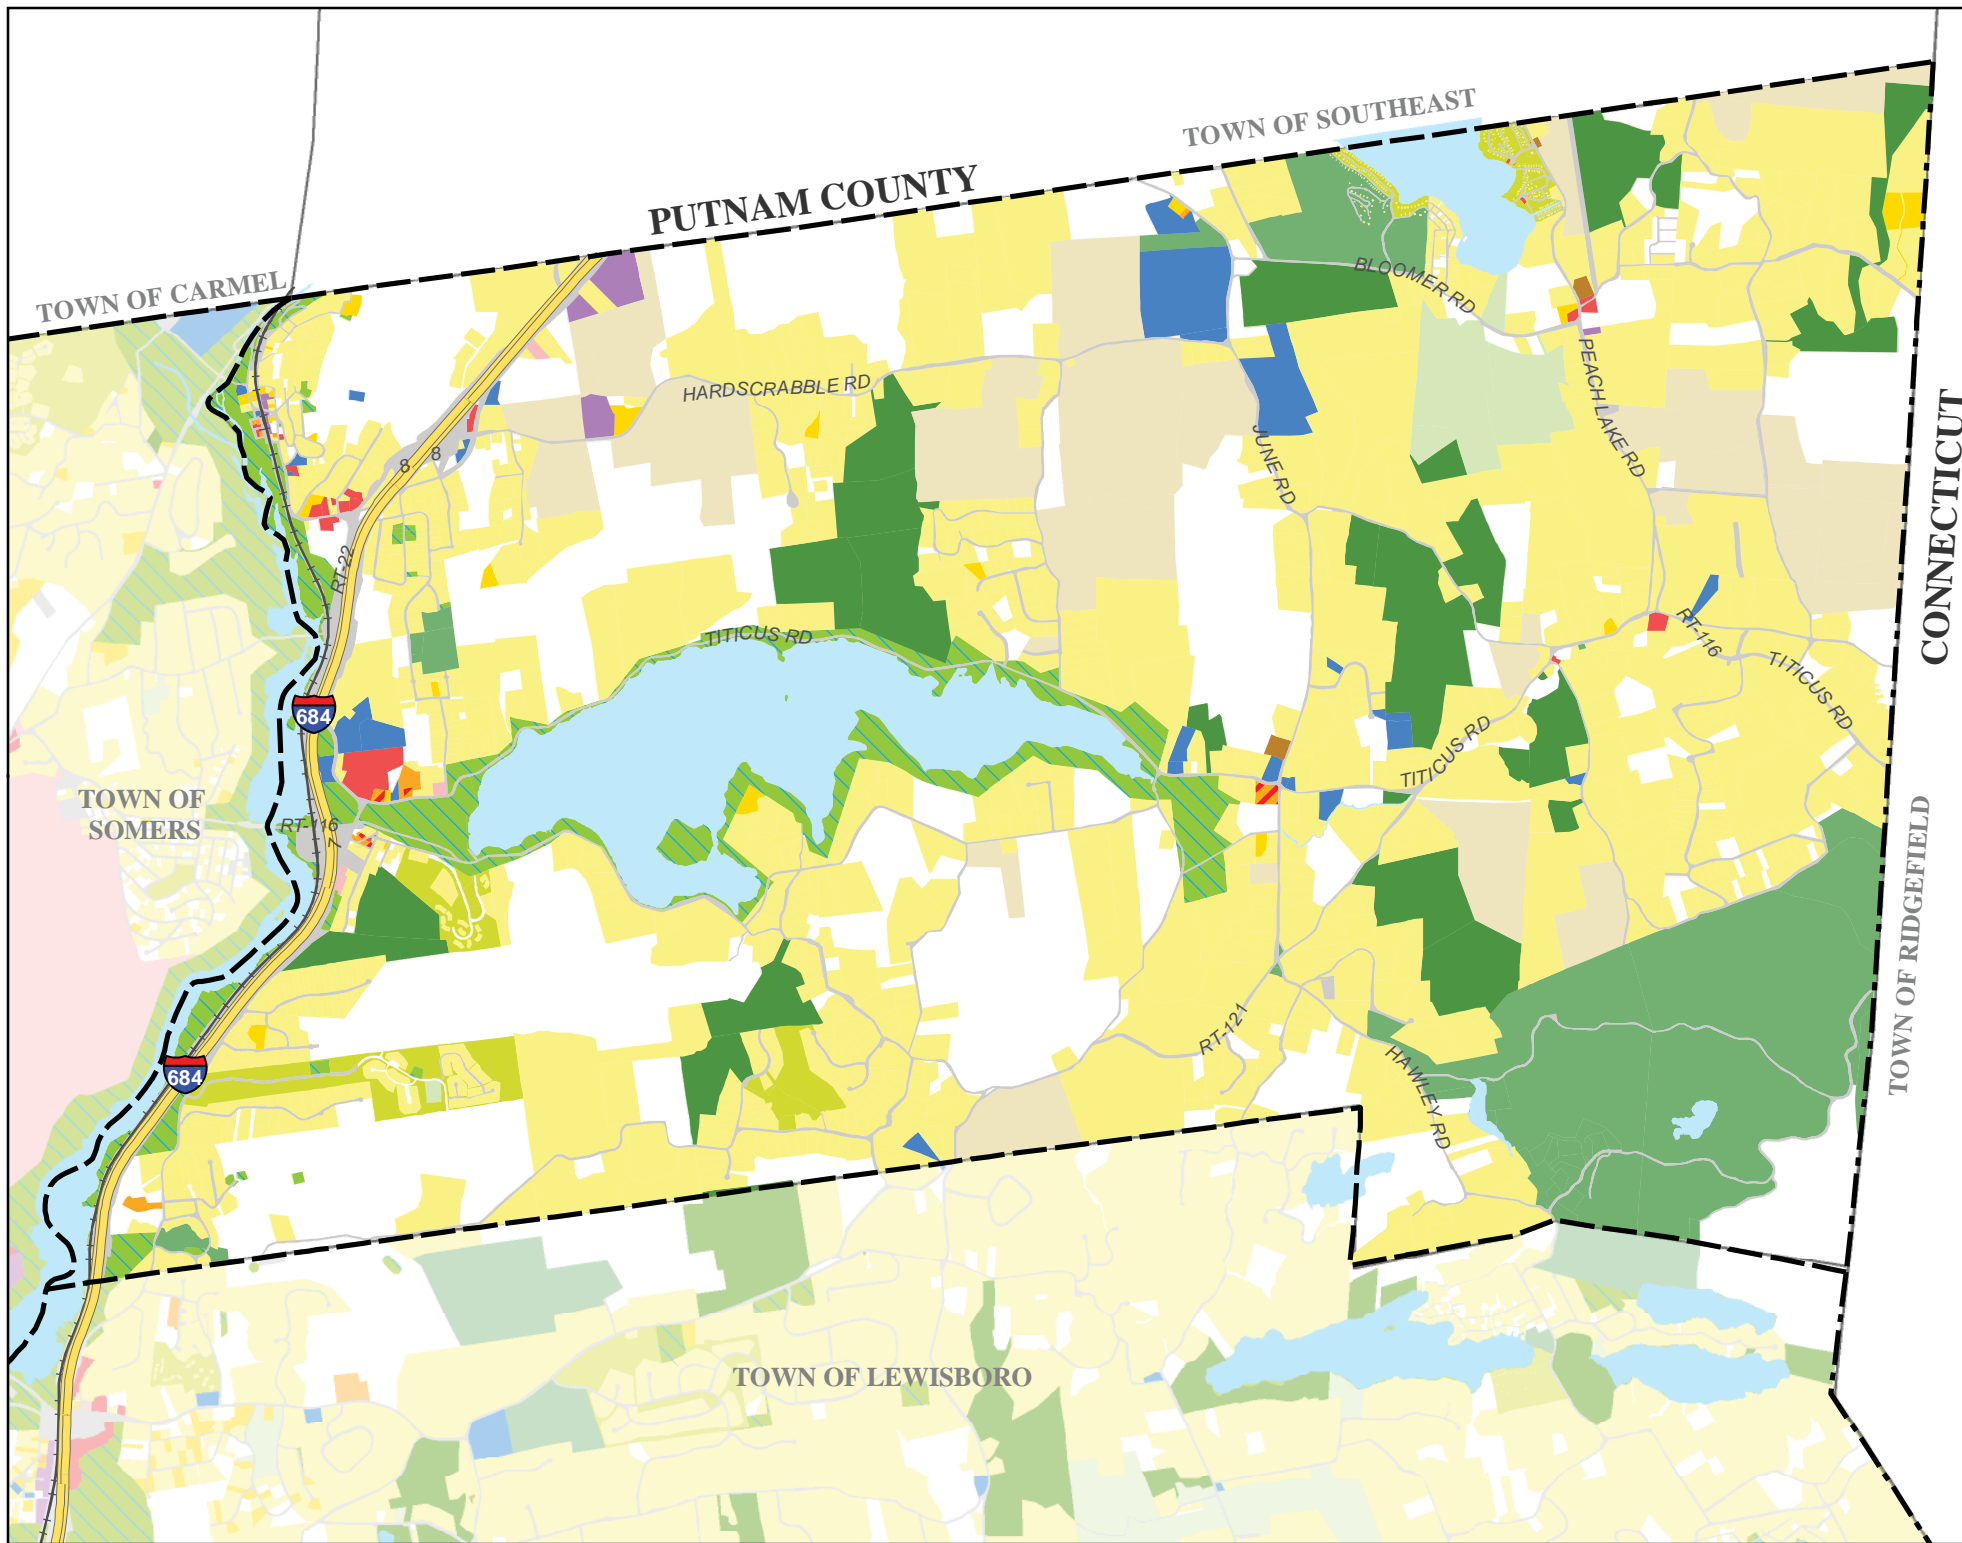 TOWN OF SOUTHEAST
PUTNAM COUNTY
TOWN OF CARMEL
BLOOMER RD
HARDSCRABBLE RD
PEACH LAKE RD
JUNE RD
8 8
CONNECTICUT
RT-22
TITICUS RD
RT-116
TITICUS RD
684
TITICUS RD
TOWN OF
SOMERS
RT-116
7
TOWN OF RIDGEFIELD
RT-121
HAWLEY RD
684
TOWN OF LEWISBORO